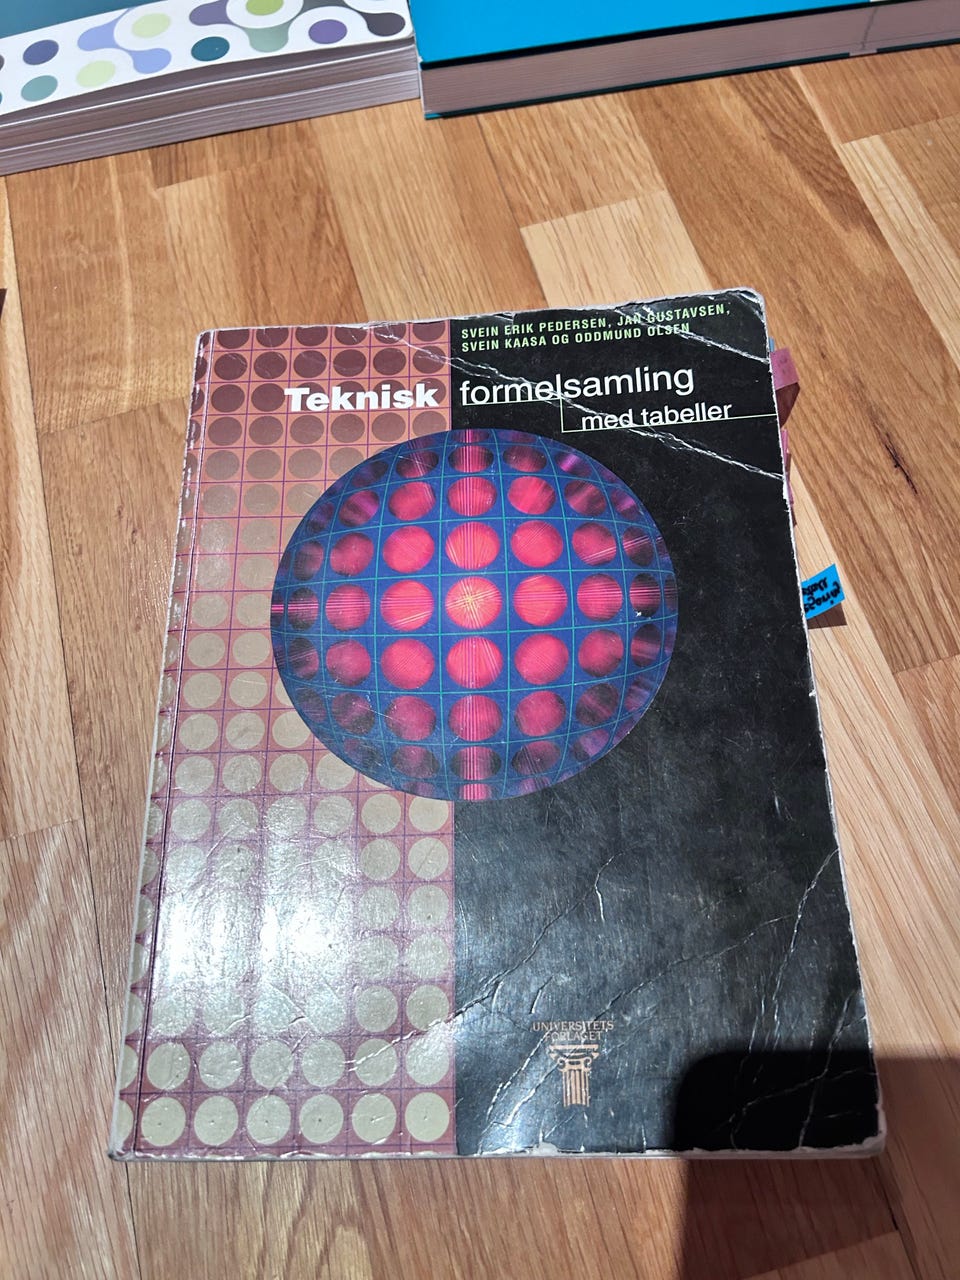 SVEIN ERIK PEDERSEN, JAN GUSTAVSEN,
SVEIN KAASA OG ODDMUND OLSEN
Teknisk formelsamling
med tabeller
UNIVERSITETS
FORLAGET